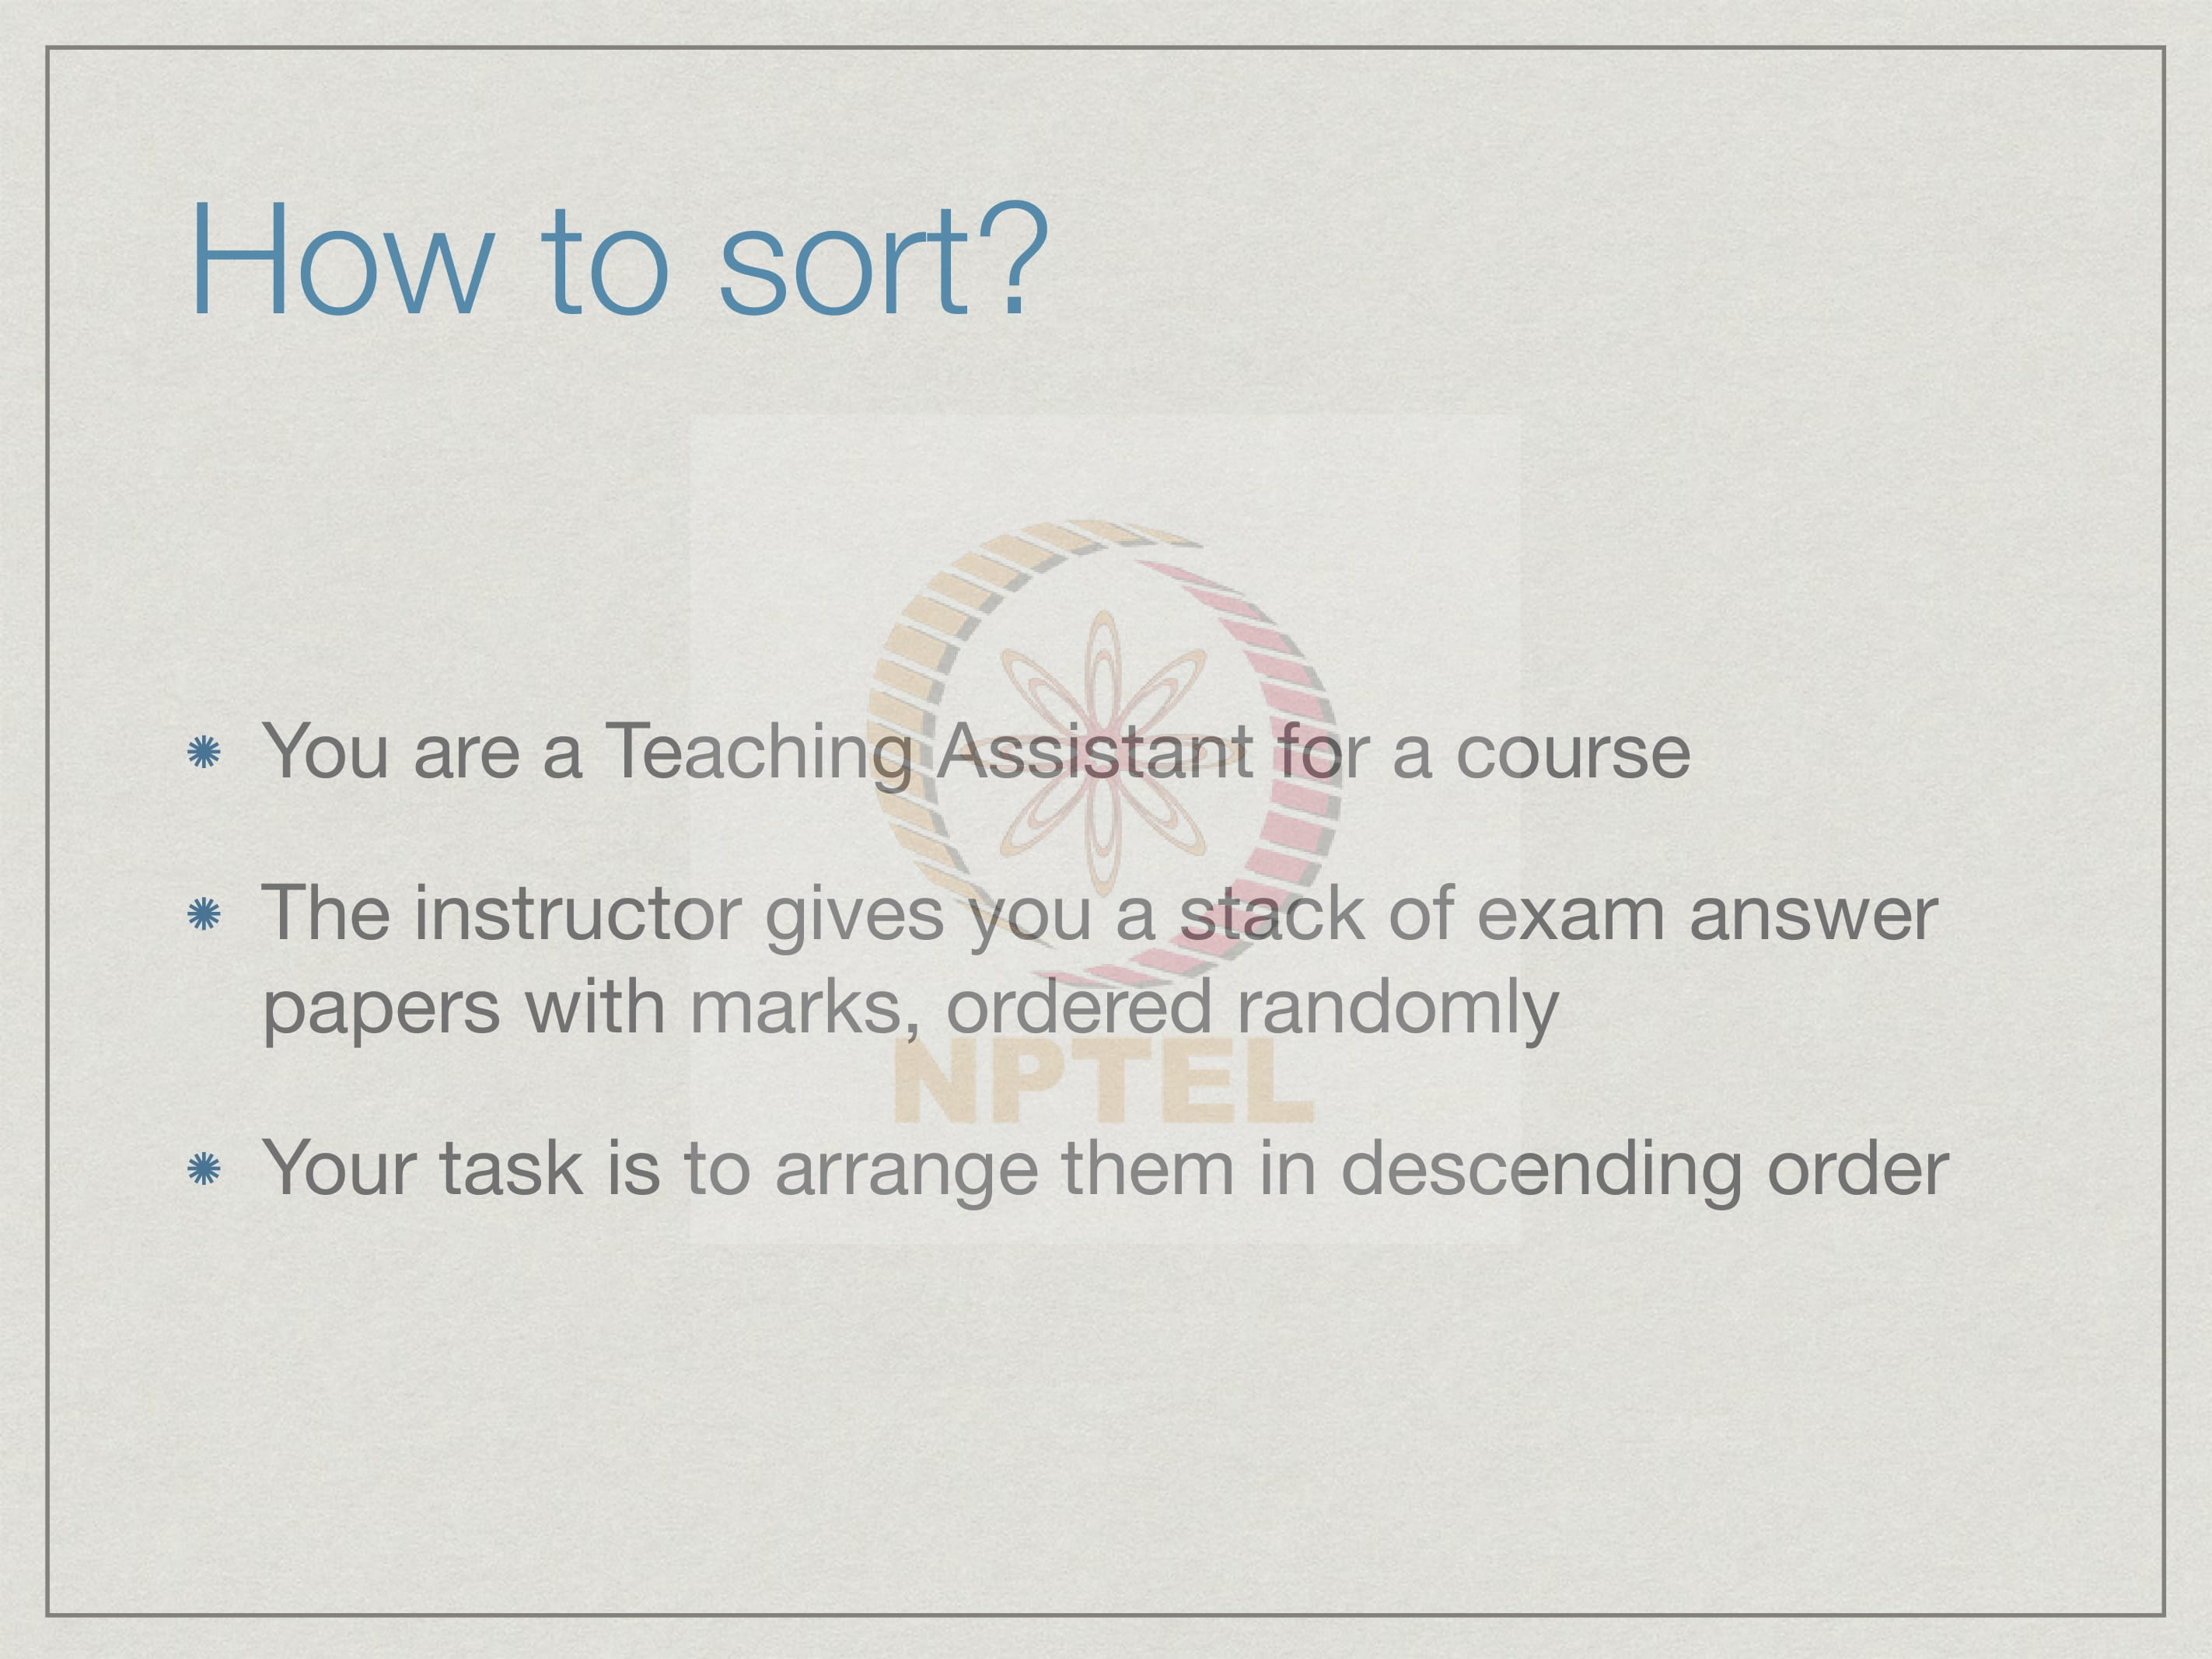 How to sort?
You are a Teaching Assistant for a course
The instructor gives you a stack of exam answer
papers with marks, ordered randomly
NPTEL
Your task is to arrange them in descending order